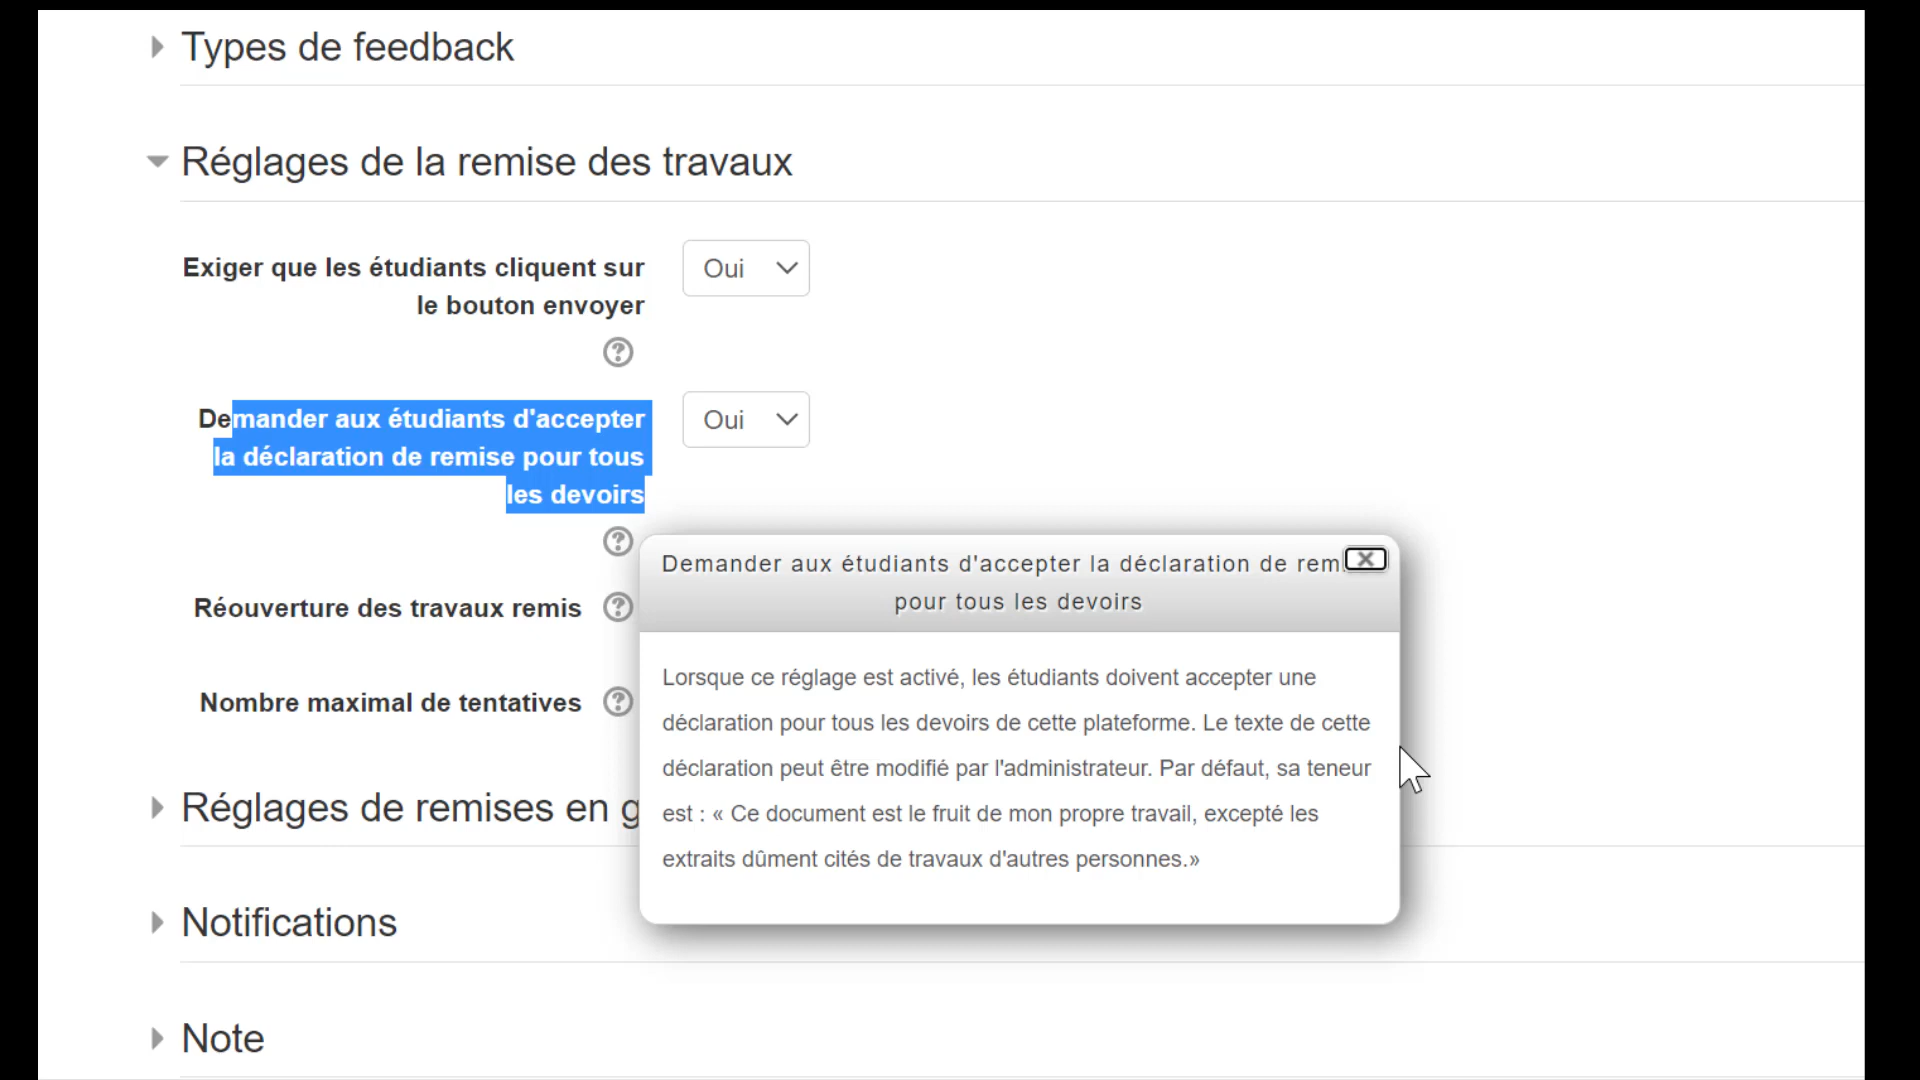 Types de feedback
Réglages de la remise des travaux
Exiger que les étudiants cliquent sur
le bouton envoyer
Oui
Demander aux étudiants d'accepter
la déclaration de remise pour tous
les devoirs
Oui
Réouverture des travaux remis
Nombre maximal de tentatives
Demander aux étudiants d'accepter la déclaration de rem
pour tous les devoirs
Lorsque ce réglage est activé, les étudiants doivent accepter une
déclaration pour tous les devoirs de cette plateforme. Le texte de cette
déclaration peut être modifié par l'administrateur. Par défaut, sa teneur
est : « Ce document est le fruit de mon propre travail, excepté les
extraits dûment cités de travaux d'autres personnes.»
Réglages de remises en g
Notifications
Note